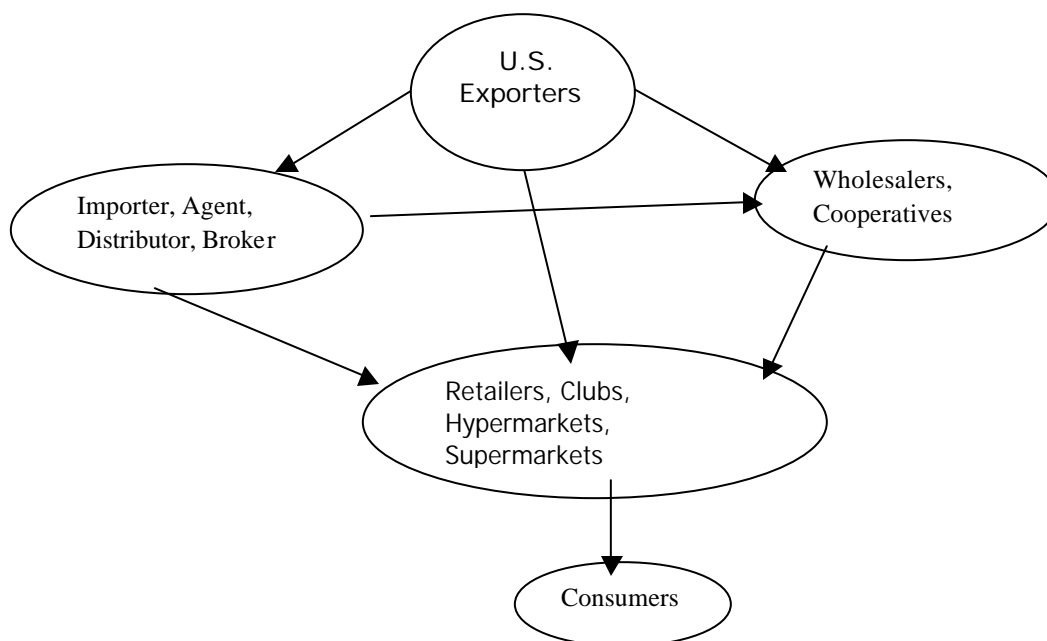 U.S.
Exporters
Importer, Agent,
Distributor, Broker
Wholesalers,
Cooperatives
Retailers, Clubs,
Hypermarkets,
Supermarkets
Consumers